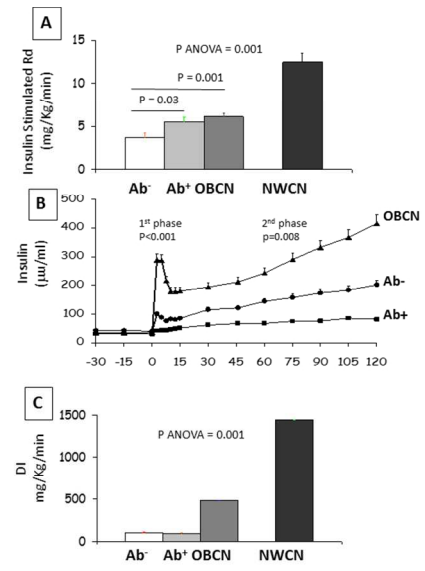 A
Insulin Stimulated Rd
(mg/Kg/min)
15
10
5
0
P ANOVA = 0.001
P = 0.001
P = 0.03
Ab- Ab+ OBCN NWCN
B
Insulin
(μu/ml)
500
400
300
200
100
0
1st phase
P<0.001
2nd phase
p=0.008
OBCN
Ab-
Ab+
-30 -15 0 15 30 45 60 75 90 105 120
C
DI
mg/Kg/min
1500
1000
500
0
P ANOVA = 0.001
Ab- Ab+ OBCN NWCN